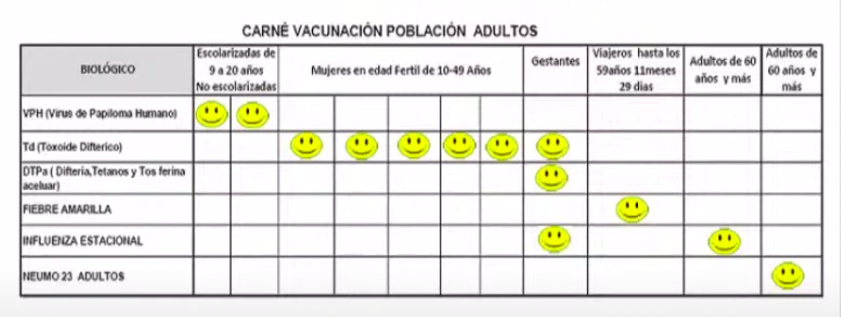 CARNÉ VACUNACIÓN POBLACIÓN ADULTOS
BIOLÓGICO
Escolarizadas de
9 a 20 años
No escolarizadas
Mujeres en edad Fertil de 10-49 Años
Gestantes
Viajeros hasta los
59años 11meses
29 dias
Adultos de 60
años y más
Adultos de
60 años y
más
VPH (Virus de Papiloma Humano)
Td (Toxoide Difterico)
DTPa ( Difteria,Tetanos y Tos ferina
aceluar)
FIEBRE AMARILLA
INFLUENZA ESTACIONAL
NEUMO 23 ADULTOS